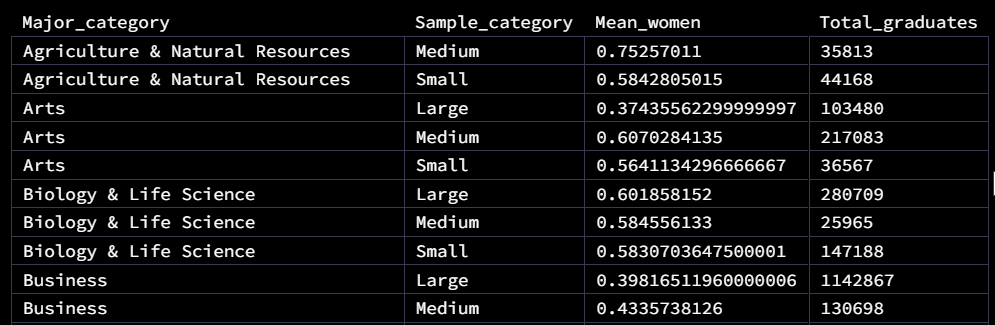 Major_category Sample_category Mean_women Total_graduates
Agriculture & Natural Resources Medium 0.75257011 35813
Agriculture & Natural Resources Small 0.5842805015 44168
Arts Large 0.37435562299999997 103480
Arts Medium 0.6070284135 217083
Arts Small 0.5641134296666667 36567
Biology & Life Science Large 0.601858152 280709
Biology & Life Science Medium 0.584556133 25965
Biology & Life Science Small 0.5830703647500001 147188
Business Large 0.39816511960000006 1142867
Business Medium 0.4335738126 130698